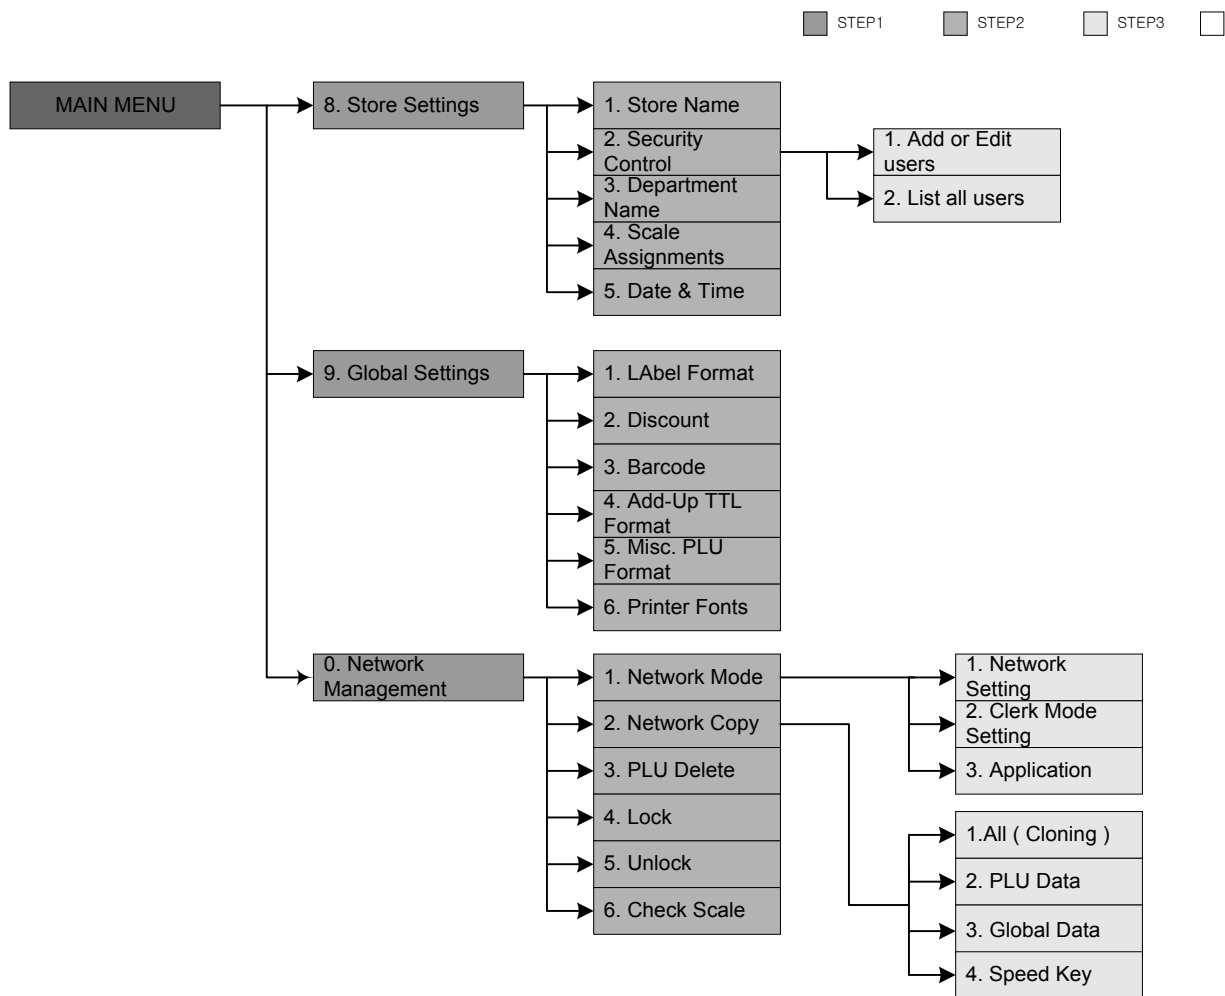 STEP1 STEP2 STEP3
MAIN MENU
8. Store Settings
1. Store Name
2. Security
Control
3. Department
Name
4. Scale
Assignments
5. Date & Time
1. Add or Edit
users
2. List all users
9. Global Settings
1. LAbel Format
2. Discount
3. Barcode
4. Add-Up TTL
Format
5. Misc. PLU
Format
6. Printer Fonts
0. Network
Management
1. Network Mode
2. Network Copy
3. PLU Delete
4. Lock
5. Unlock
6. Check Scale
1. Network
Setting
2. Clerk Mode
Setting
3. Application
1.All ( Cloning )
2. PLU Data
3. Global Data
4. Speed Key